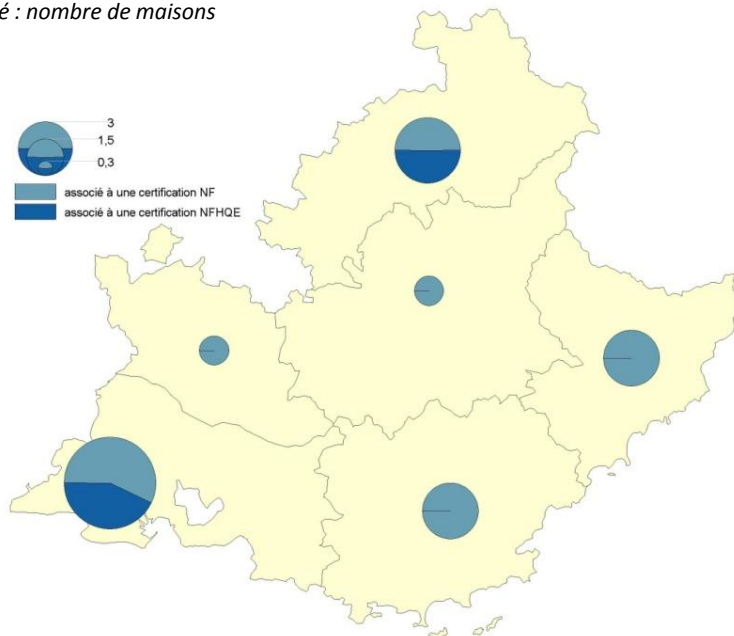 é : nombre de maisons
3
1,5
0,3
associé à une certification NF
associé à une certification NFHQE